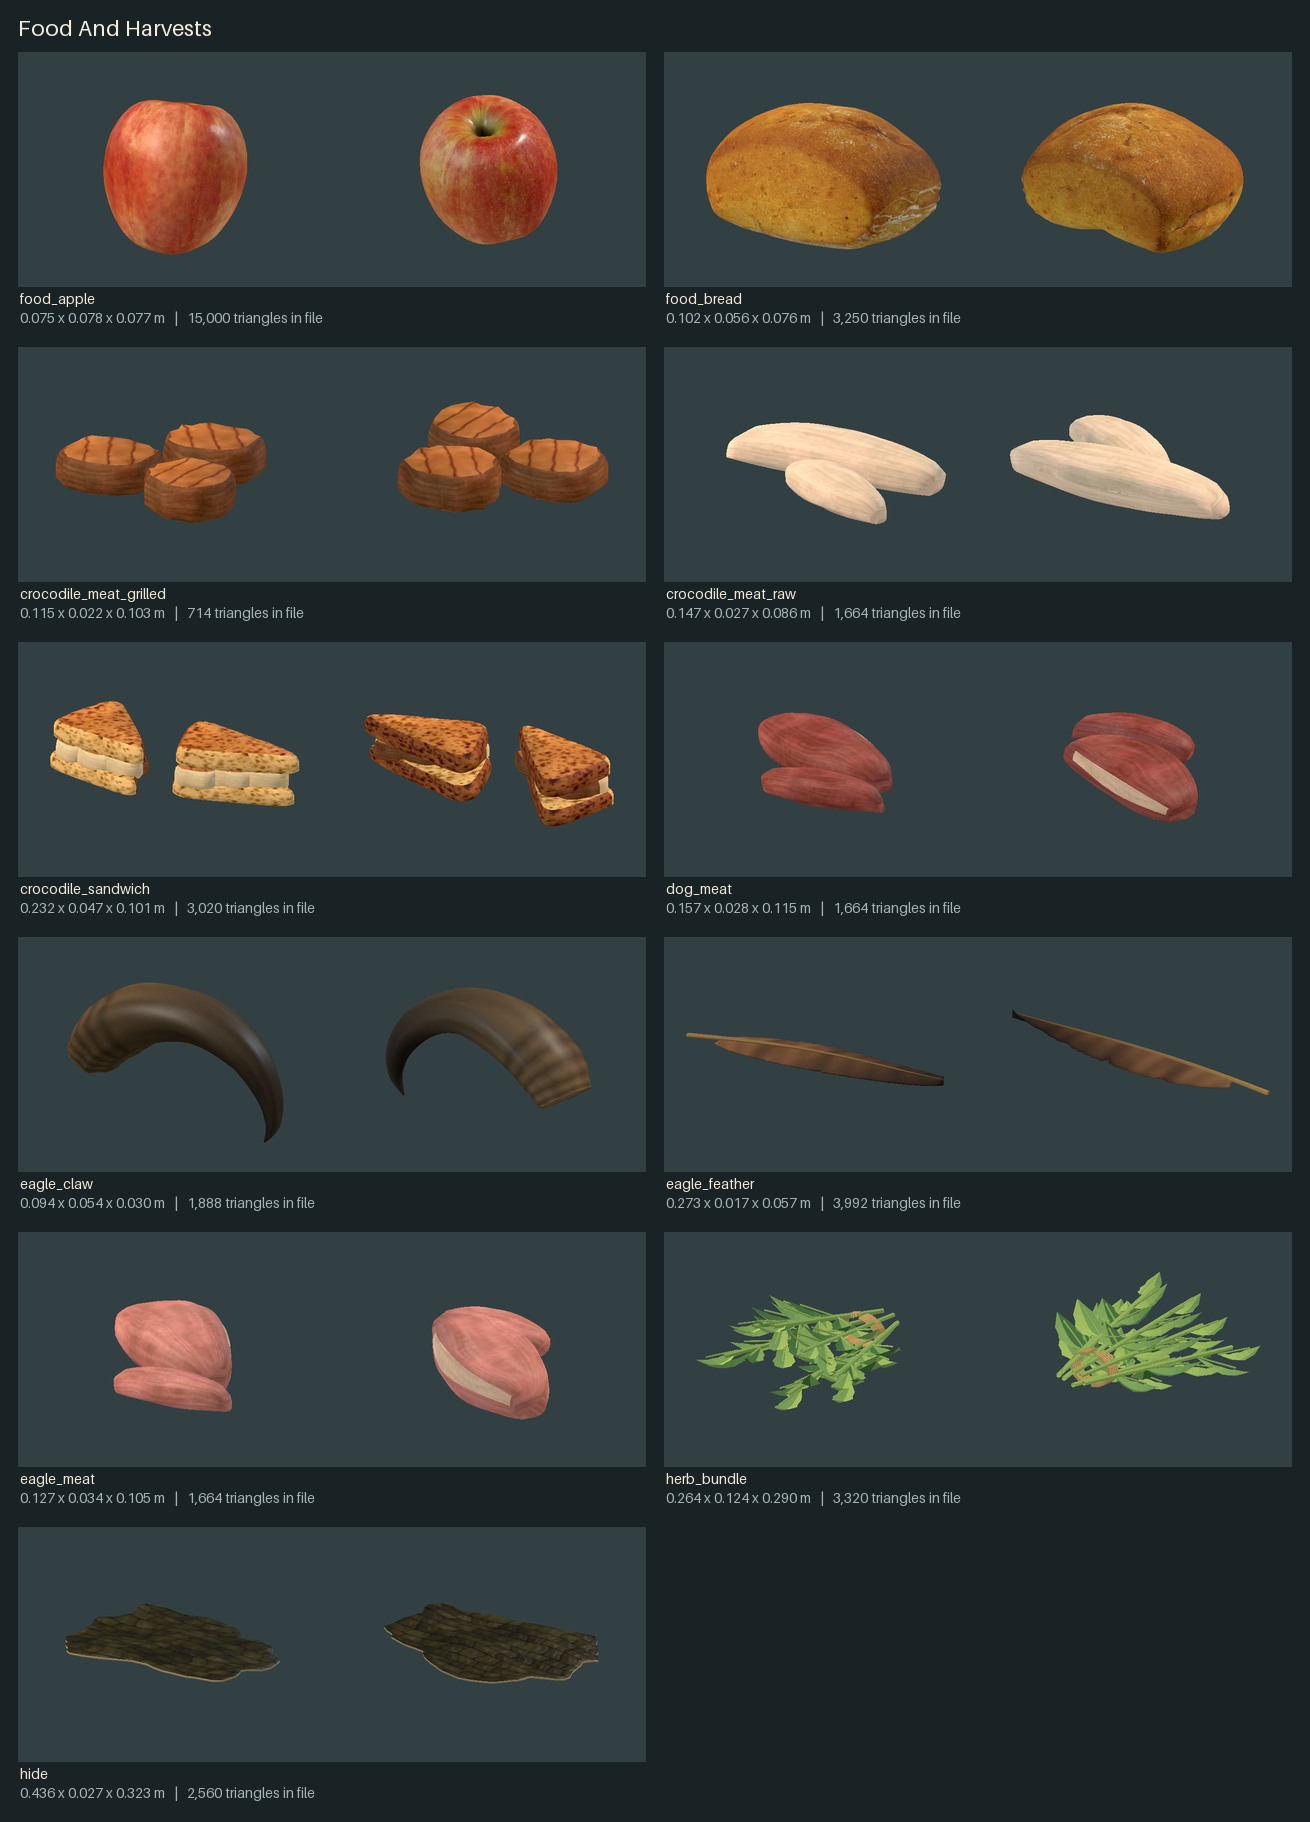 Food And Harvests
food_apple
0.075 x 0.078 x 0.077 m | 15,000 triangles in file
food_bread
0.102 x 0.056 x 0.076 m | 3,250 triangles in file
crocodile_meat_grilled
0.115 x 0.022 x 0.103 m | 714 triangles in file
crocodile_meat_raw
0.147 x 0.027 x 0.086 m | 1,664 triangles in file
crocodile_sandwich
0.232 x 0.047 x 0.101 m | 3,020 triangles in file
dog_meat
0.157 x 0.028 x 0.115 m | 1,664 triangles in file
eagle_claw
0.094 x 0.054 x 0.030 m | 1,888 triangles in file
eagle_feather
0.273 x 0.017 x 0.057 m | 3,992 triangles in file
eagle_meat
0.127 x 0.034 x 0.105 m | 1,664 triangles in file
herb_bundle
0.264 x 0.124 x 0.290 m | 3,320 triangles in file
hide
0.436 x 0.027 x 0.323 m | 2,560 triangles in file